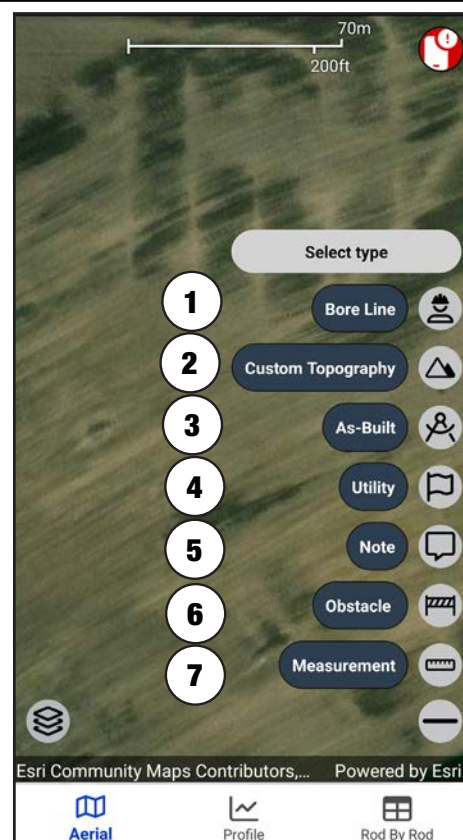 70m
200ft
!
Select type
1 Bore Line
2 Custom Topography
3 As-Built
4 Utility
5 Note
6 Obstacle
7 Measurement
Esri Community Maps Contributors,... Powered by Esri
Aerial Profile Rod By Rod